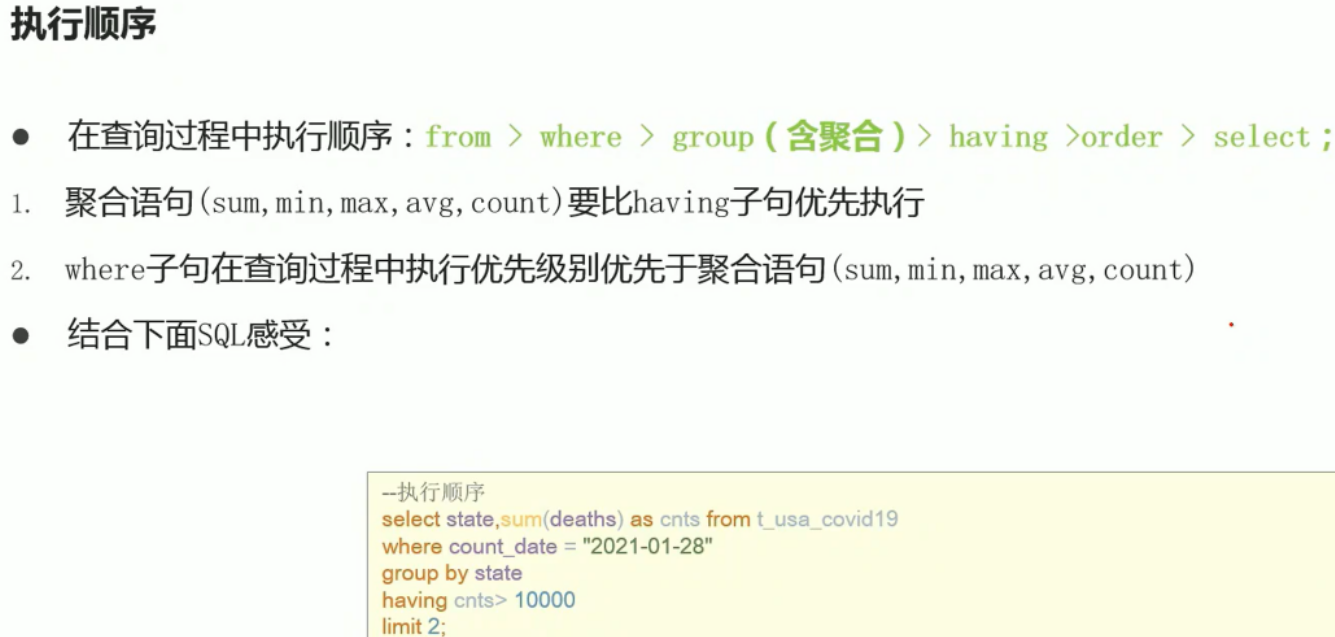 执行顺序
● 在查询过程中执行顺序：from > where > group（含聚合）> having >order > select；
1. 聚合语句(sum,min,max,avg,count)要比having子句优先执行
2. where子句在查询过程中执行优先级别优先于聚合语句(sum,min,max,avg,count)
● 结合下面SQL感受：
--执行顺序
select state,sum(deaths) as cnts from t_usa_covid19
where count_date = "2021-01-28"
group by state
having cnts> 10000
limit 2;